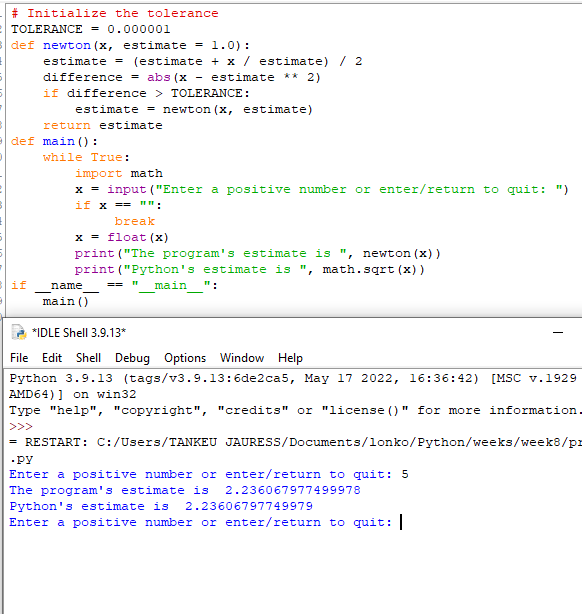 # Initialize the tolerance
TOLERANCE = 0.000001
def newton(x, estimate = 1.0):
    estimate = (estimate + x / estimate) / 2
    difference = abs(x - estimate ** 2)
    if difference > TOLERANCE:
        estimate = newton(x, estimate)
    return estimate
def main():
    while True:
        import math
        x = input("Enter a positive number or enter/return to quit: ")
        if x == "":
             break
        x = float(x)
        print("The program's estimate is ", newton(x))
        print("Python's estimate is ", math.sqrt(x))
if __name__ == "__main__":
    main()
*IDLE Shell 3.9.13*
File Edit Shell Debug Options Window Help
Python 3.9.13 (tags/v3.9.13:6de2ca5, May 17 2022, 16:36:42) [MSC v.1929
AMD64)] on win32
Type "help", "copyright", "credits" or "license()" for more information.
>>>
= RESTART: C:/Users/TANKEU JAURESS/Documents/lonko/Python/weeks/week8/pr
.py
Enter a positive number or enter/return to quit: 5
The program's estimate is  2.236067977499978
Python's estimate is  2.23606797749979
Enter a positive number or enter/return to quit: